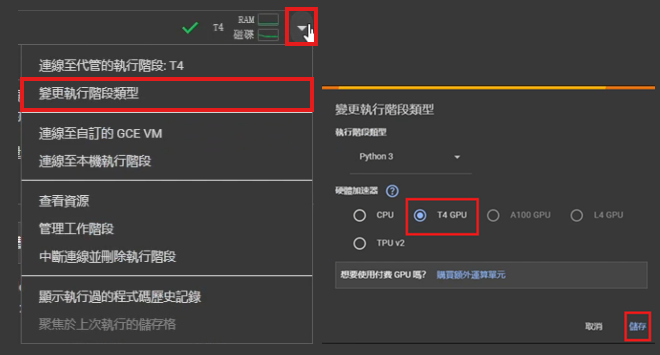 T4
RAM
磁碟
連線至代管的執行階段: T4
變更執行階段類型
連線至自訂的 GCE VM
連線至本機執行階段
查看資源
管理工作階段
中斷連線並刪除執行階段
顯示執行過的程式碼歷史記錄
聚焦於上次執行的儲存格
變更執行階段類型
執行階段類型
Python 3
硬體加速器 ?
CPU T4 GPU A100 GPU L4 GPU
TPU v2
想要使用付費 GPU 嗎? 購買額外運算單元
取消 儲存